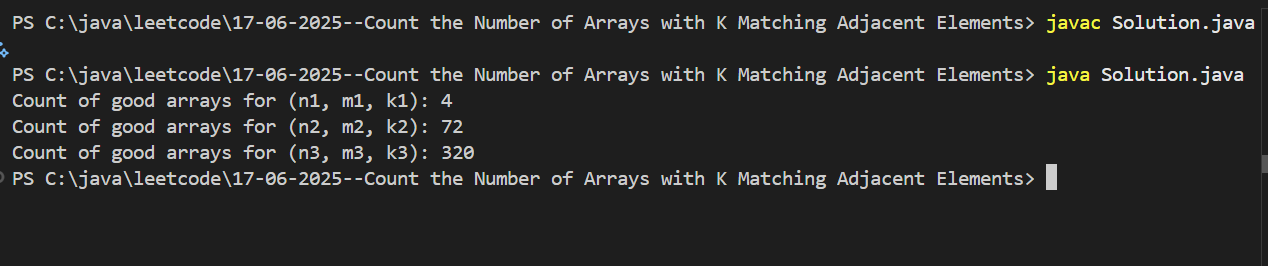 PS C:\java\leetcode\17-06-2025--Count the Number of Arrays with K Matching Adjacent Elements> javac Solution.java
PS C:\java\leetcode\17-06-2025--Count the Number of Arrays with K Matching Adjacent Elements> java Solution.java
Count of good arrays for (n1, m1, k1): 4
Count of good arrays for (n2, m2, k2): 72
Count of good arrays for (n3, m3, k3): 320
PS C:\java\leetcode\17-06-2025--Count the Number of Arrays with K Matching Adjacent Elements>